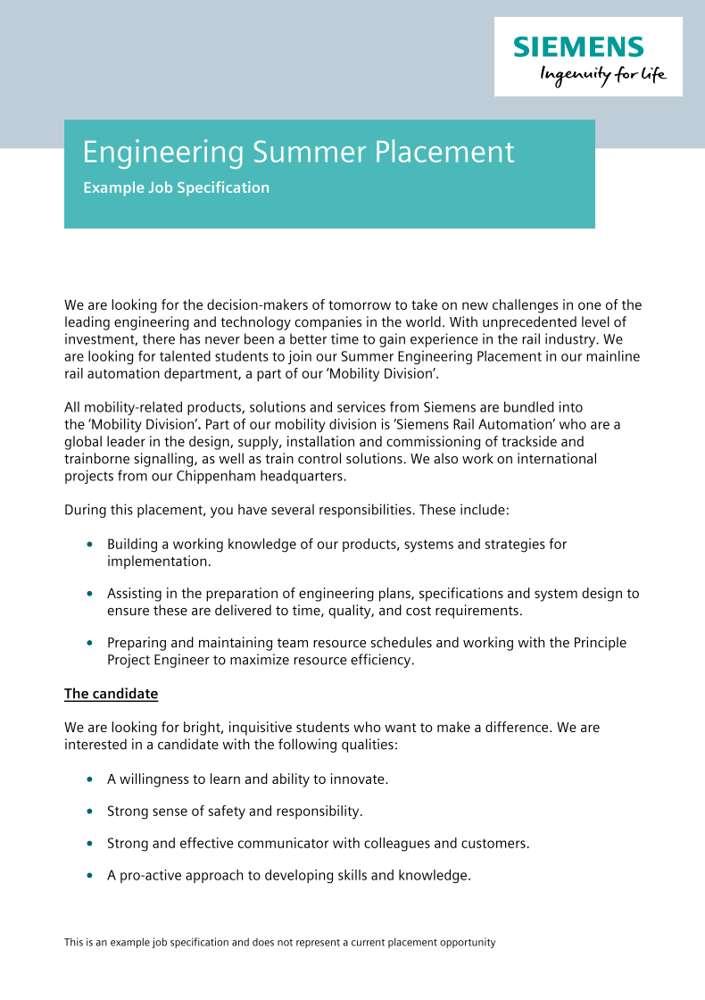 SIEMENS
Ingenuity for life
Engineering Summer Placement
Example Job Specification
We are looking for the decision-makers of tomorrow to take on new challenges in one of the
leading engineering and technology companies in the world. With unprecedented level of
investment, there has never been a better time to gain experience in the rail industry. We
are looking for talented students to join our Summer Engineering Placement in our mainline
rail automation department, a part of our ‘Mobility Division’.
All mobility-related products, solutions and services from Siemens are bundled into
the ‘Mobility Division’. Part of our mobility division is ‘Siemens Rail Automation’ who are a
global leader in the design, supply, installation and commissioning of trackside and
trainborne signalling, as well as train control solutions. We also work on international
projects from our Chippenham headquarters.
During this placement, you have several responsibilities. These include:
• Building a working knowledge of our products, systems and strategies for
implementation.
• Assisting in the preparation of engineering plans, specifications and system design to
ensure these are delivered to time, quality, and cost requirements.
• Preparing and maintaining team resource schedules and working with the Principle
Project Engineer to maximize resource efficiency.
The candidate
We are looking for bright, inquisitive students who want to make a difference. We are
interested in a candidate with the following qualities:
• A willingness to learn and ability to innovate.
• Strong sense of safety and responsibility.
• Strong and effective communicator with colleagues and customers.
• A pro-active approach to developing skills and knowledge.
This is an example job specification and does not represent a current placement opportunity